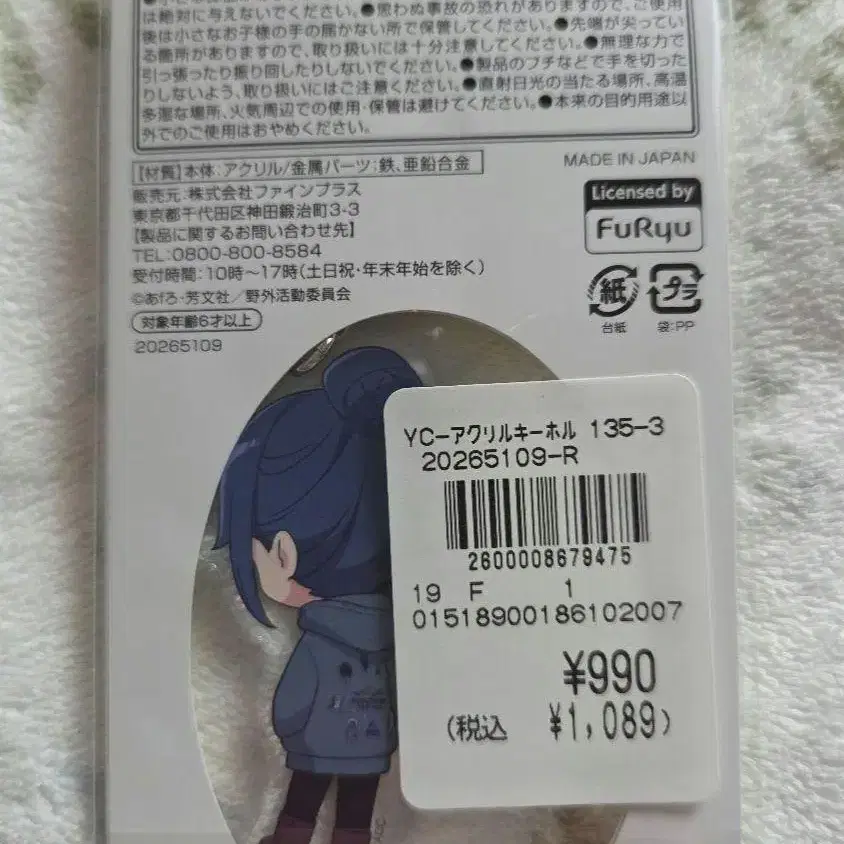 は絶対に与えないでください。●思わぬ事故の恐れがありますので、ご使用
後は小さなお子様の手の届かない所で保管してください。●先端が尖ってい
る箇所がありますので、取り扱いには十分注意してください。●無理な力で
引っ張ったり振り回したりしないでください。●製品のフチなどで手を切った
りしないよう、取り扱いにはご注意ください。●直射日光の当たる場所、高温
多湿な場所、火気周辺での使用・保管は避けてください。●本来の目的用途以
外でのご使用はおやめください。
【材質】本体:アクリル/金属パーツ:鉄、亜鉛合金
販売元:株式会社ファインプラス
東京都千代田区神田鍛治町3-3
【製品に関するお問い合わせ先】
TEL:0800-800-8584
受付時間:10時〜17時(土日祝・年末年始を除く)
©あfろ・芳文社/野外活動委員会
対象年齢6才以上
20265109
MADE IN JAPAN
Licensed by
FuRyu
紙
プラ
台紙
袋:PP
YC-アクリルキーホル 135-3
20265109-R
2600008679475
19 F 1
01518900186102007
¥990
(税込 ¥1,089)